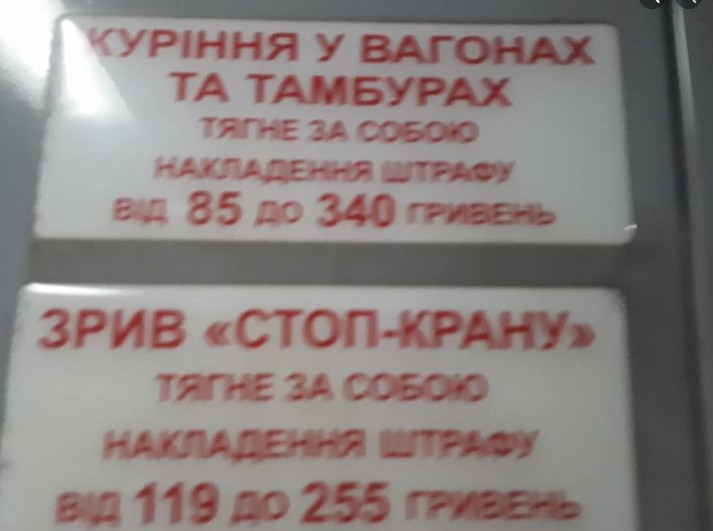 КУРІННЯ У ВАГОНАХ
ТА ТАМБУРАХ
ТЯГНЕ ЗА СОБОЮ
НАКЛАДЕННЯ ШТРАФУ
ВІД 85 ДО 340 ГРИВЕНЬ
ЗРИВ «СТОП-КРАНУ»
ТЯГНЕ ЗА СОБОЮ
НАКЛАДЕННЯ ШТРАФУ
ВІД 119 ДО 255 ГРИВЕНЬ